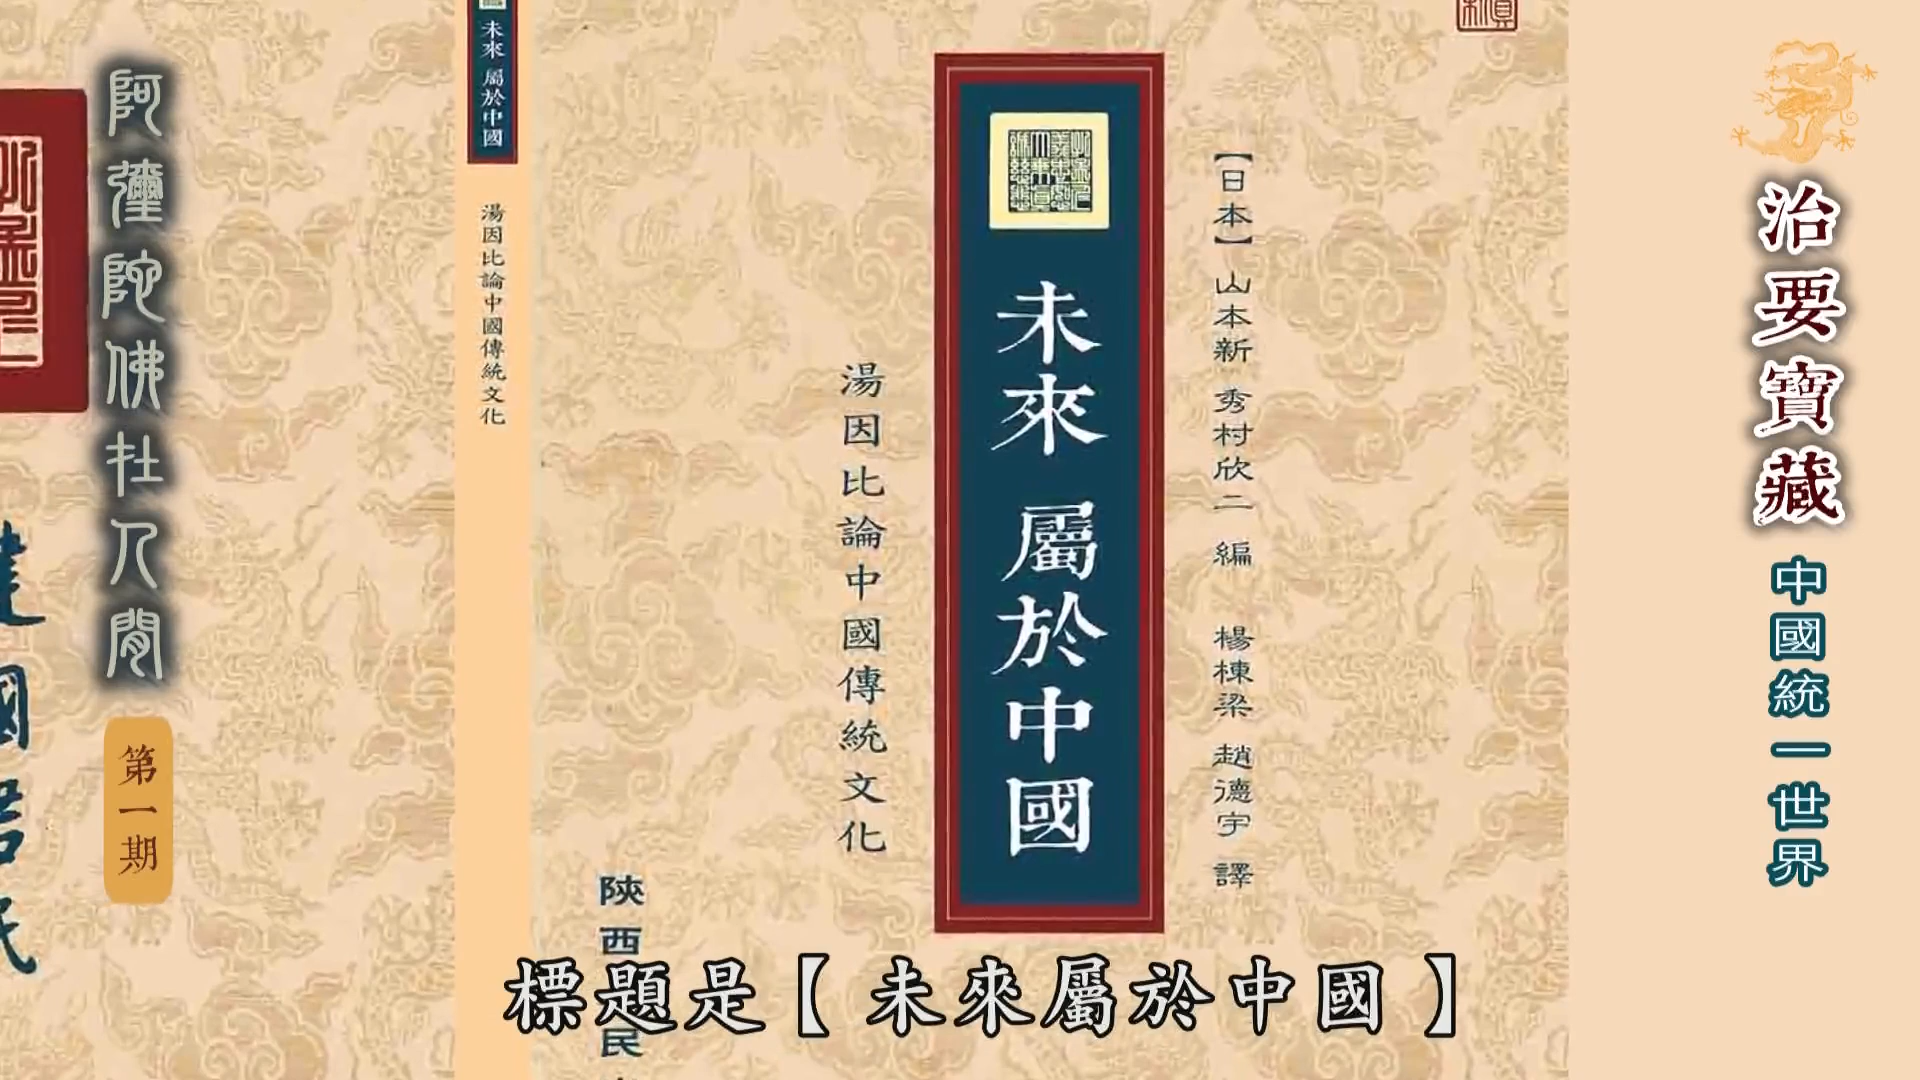 治要寶藏
中國統一世界
【日本】山本新 秀村欣二 編 楊棟梁 趙德宇 譯
未來 屬於中國
湯因比論中國傳統文化
陝西
民
未來 屬於中國
湯因比論中國傳統文化
阿彌陀佛在人間
第一期
標題是【未來屬於中國】